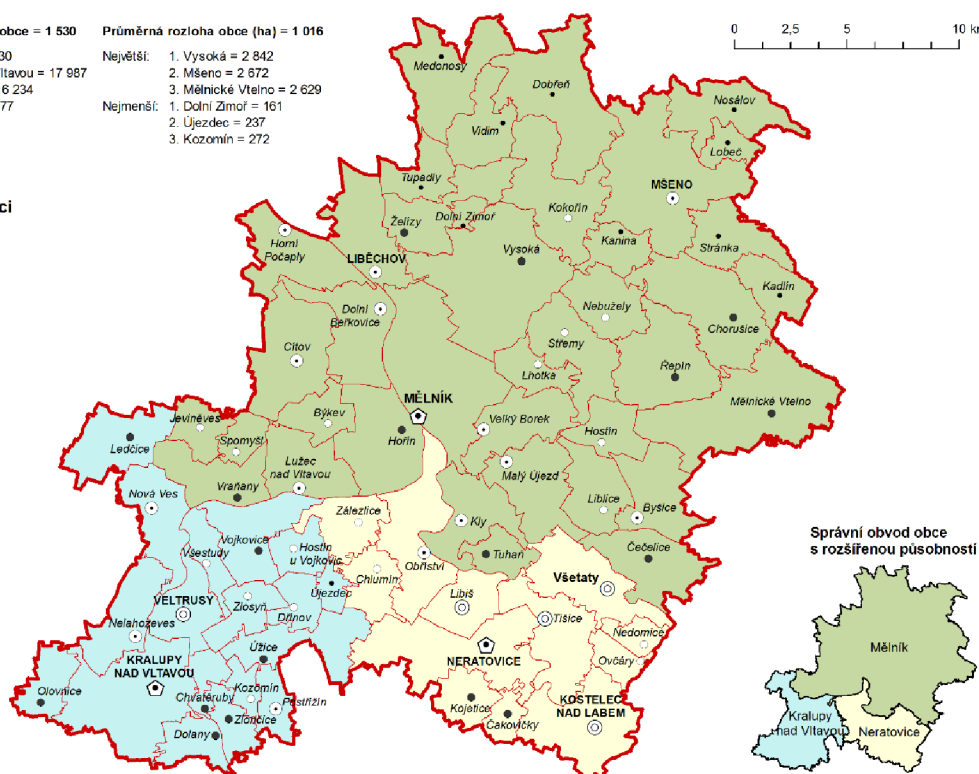 obce = 1 530
30
ltavou = 17 987
6 234
77
Průměrná rozloha obce (ha) = 1 016
Největší: 1. Vysoká = 2 842
2. Mšeno = 2 672
3. Mělnické Vtelno = 2 629
Nejmenší: 1. Dolní Zimoř = 161
2. Újezdec = 237
3. Kozomín = 272
0 2,5 5 10 km
ci
Medonosy
Dobřeň
Nosálov
Vidim
Lobeč
Tupadly
MŠENO
Kokořín
Želízy
Dolní Zimoř
Kanina
Stránka
Horní
Počaply
Vysoká
LIBĚCHOV
Kadlín
Nebužely
Dolní
Beřkovice
Chorušice
Střemy
Cítov
Lhotka
Řepín
MĚLNÍK
Mělnické Vtelno
Býkev
Jeviněves
Velký Borek
Hořín
Hostín
Ledčice
Spomyšl
Lužec
nad Vltavou
Malý Újezd
Vraňany
Nová Ves
Liblice
Byšice
Zálezlice
Kly
Vojkovice
Hostín
u Vojkovic
Všestudy
Obříství
Tuhaň
Čečelice
Chlumín
Všetaty
Újezdec
Libiš
VELTRUSY
Zlosyň
Dřínov
Tišice
Nelahozeves
Nedomice
Úžice
NERATOVICE
Ovčáry
KRALUPY
NAD VLTAVOU
Olovnice
Chvatěruby
Kozomín
Postřižín
Kojetice
KOSTELEC
NAD LABEM
Zlončice
Cakovičky
Dolany
Správní obvod obce
s rozšířenou působností
Mělník
Kralupy
nad Vltavou
Neratovice